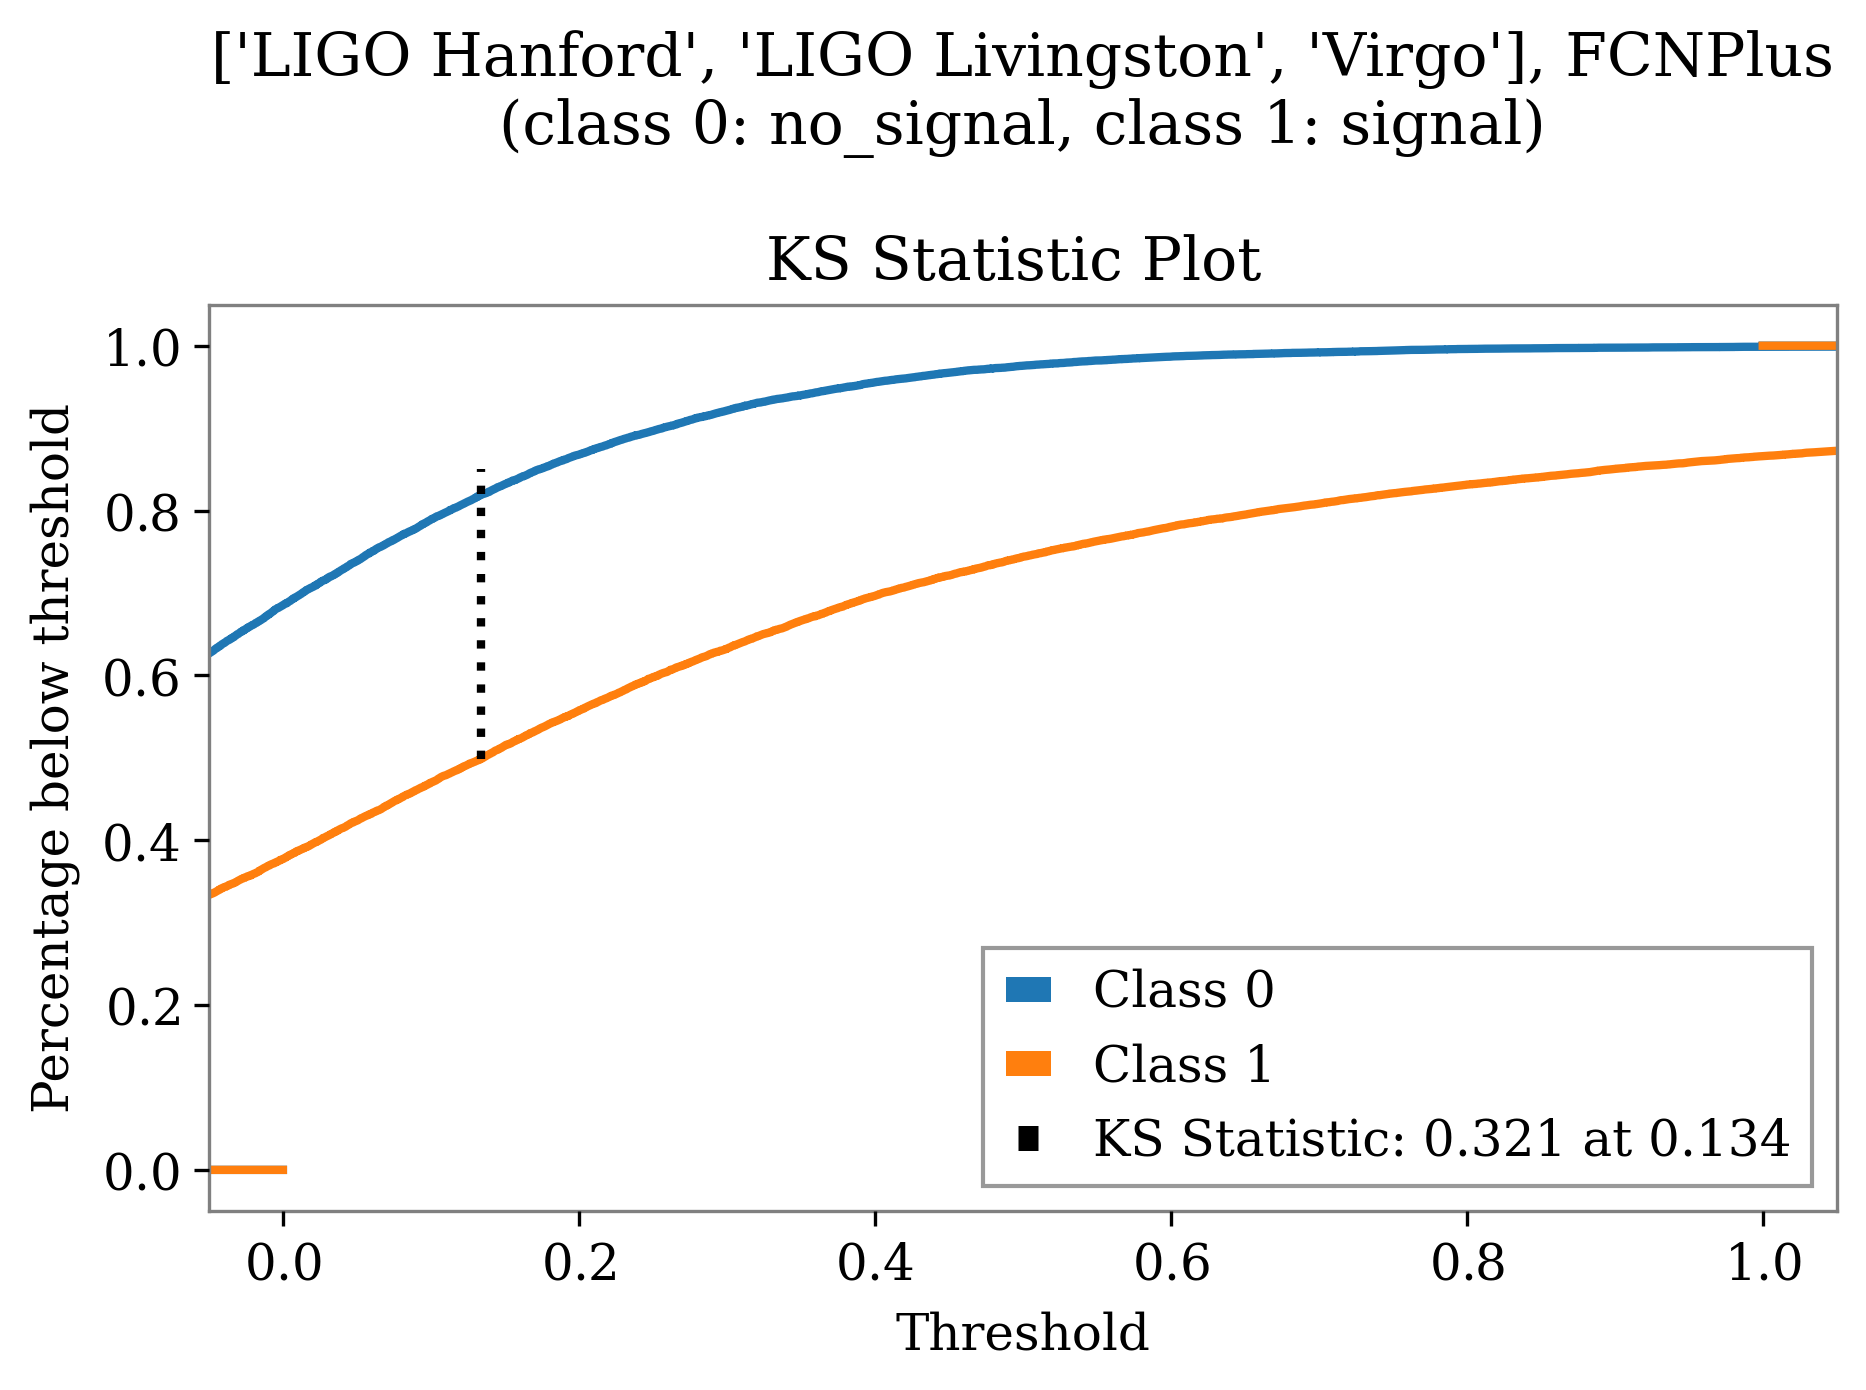 ['LIGO Hanford', 'LIGO Livingston', 'Virgo'], FCNPlus
(class 0: no_signal, class 1: signal)
KS Statistic Plot
Percentage below threshold
1.0
0.8
0.6
0.4
0.2
0.0
Class 0
Class 1
KS Statistic: 0.321 at 0.134
0.0 0.2 0.4 0.6 0.8 1.0
Threshold